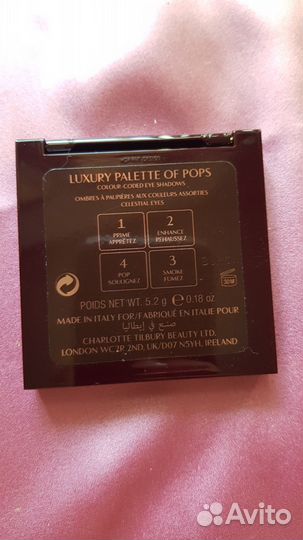 LUXURY PALETTE OF POPS
COLOUR-CODED EYE SHADOWS
OMBRES À PAUPIÈRES AUX COULEURS ASSORTIES
CELESTIAL EYES
1 2
PRIME ENHANCE
APPRÊTEZ REHAUSSEZ
4 3
POP SMOKE
SOULIGNEZ FUMEZ
POIDS NET WT. 5.2 g ℮ 0.18 oz
MADE IN ITALY FOR/FABRIQUÉ EN ITALIE POUR
صنع في إيطاليا
CHARLOTTE TILBURY BEAUTY LTD.
LONDON WC2R 2ND, UK/D07 N5YH, IRELAND
Avito